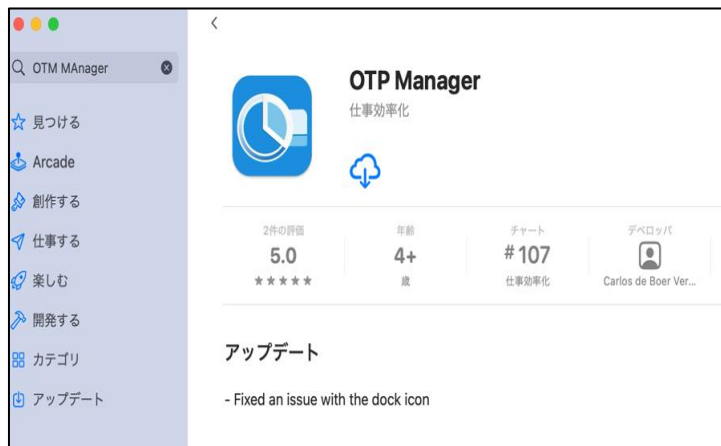 OTM MAnager
見つける
Arcade
創作する
仕事する
楽しむ
開発する
カテゴリ
アップデート
OTP Manager
仕事効率化
2件の評価
5.0
★★★★★
年齢
4+
歳
チャート
#107
仕事効率化
デベロッパ
Carlos de Boer Ver...
アップデート
- Fixed an issue with the dock icon